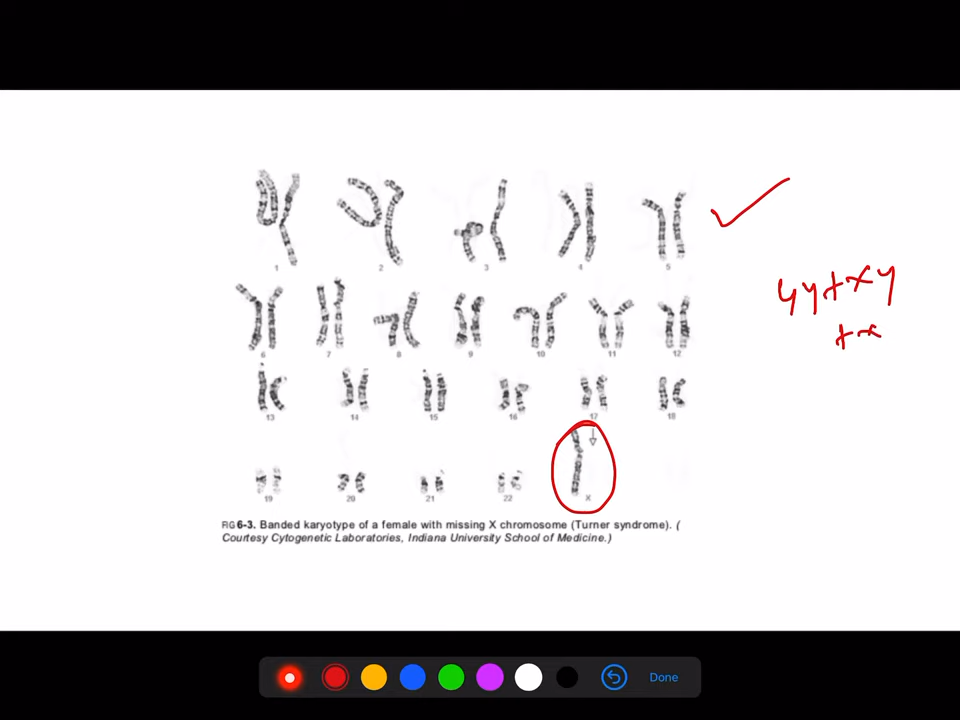 1 2 3 4 5
6 7 8 9 10 11 12
13 14 15 16 17 18
19 20 21 22 X
44+xy
+x
FIG 6-3. Banded karyotype of a female with missing X chromosome (Turner syndrome). (
Courtesy Cytogenetic Laboratories, Indiana University School of Medicine.)
Done